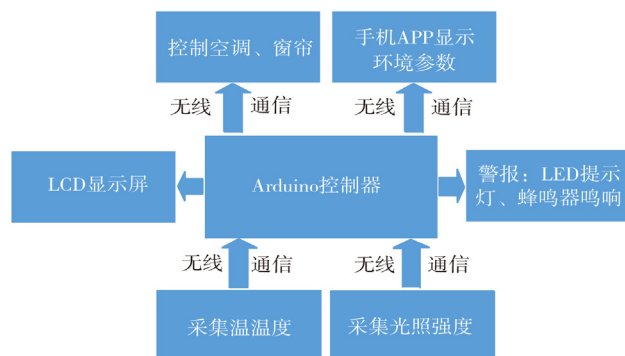 控制空调、窗帘
手机APP显示
环境参数
无线 通信
无线 通信
LCD显示屏
Arduino控制器
警报：LED提示
灯、蜂鸣器鸣响
无线 通信
无线 通信
采集温温度
采集光照强度